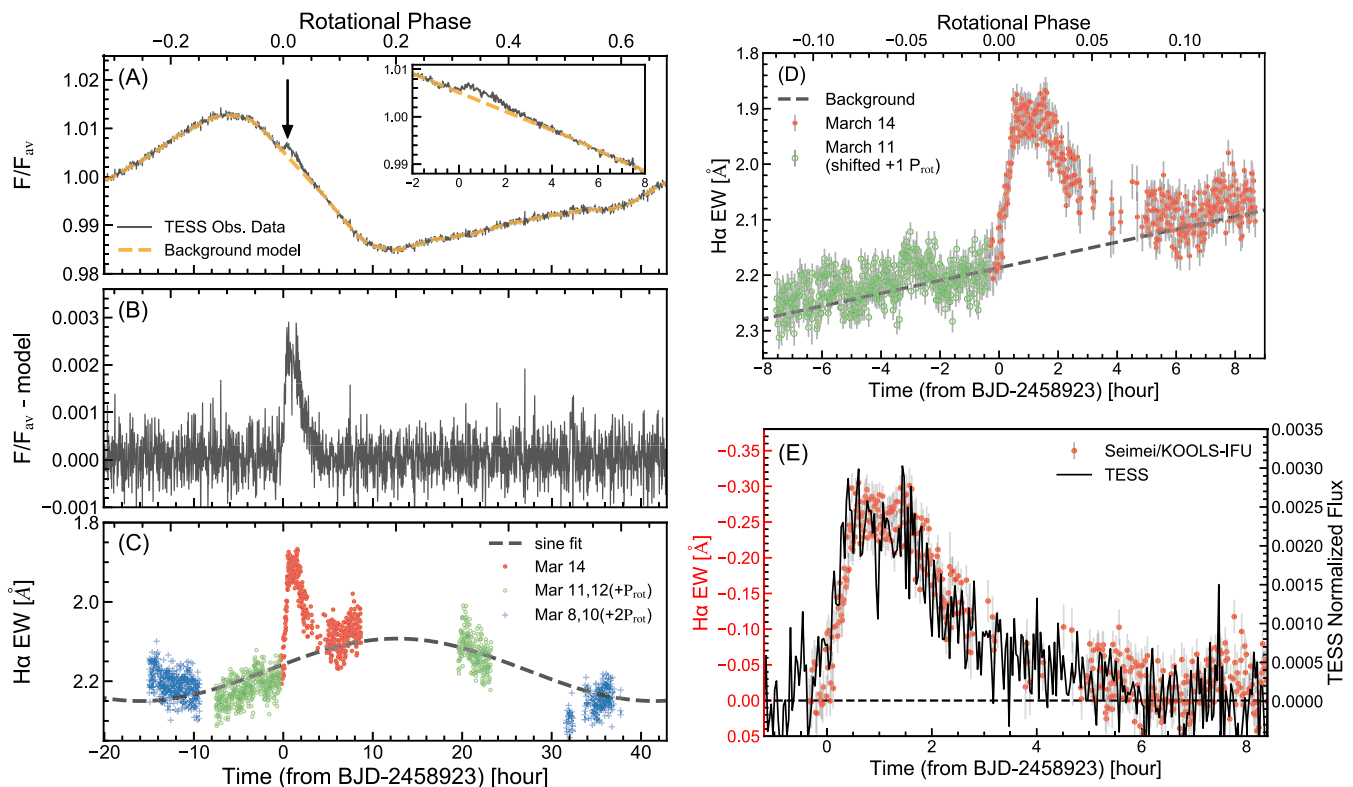 Rotational Phase
−0.2 0.0 0.2 0.4 0.6
(A)
F/F_av
1.02
1.01
1.00
0.99
0.98
TESS Obs. Data
Background model
1.01
1.00
0.99
−2 0 2 4 6 8
(B)
F/F_av - model
0.003
0.002
0.001
0.000
−0.001
(C)
Hα EW [Å]
1.8
2.0
2.2
sine fit
Mar 14
Mar 11,12(+P_rot)
Mar 8,10(+2P_rot)
−20 −10 0 10 20 30 40
Time (from BJD-2458923) [hour]
Rotational Phase
−0.10 −0.05 0.00 0.05 0.10
(D)
Hα EW [Å]
1.8
1.9
2.0
2.1
2.2
2.3
Background
March 14
March 11
(shifted +1 P_rot)
−8 −6 −4 −2 0 2 4 6 8
Time (from BJD-2458923) [hour]
(E)
Hα EW [Å]
−0.35
−0.30
−0.25
−0.20
−0.15
−0.10
−0.05
0.00
0.05
Seimei/KOOLS-IFU
TESS
0.0035
0.0030
0.0025
0.0020
0.0015
0.0010
0.0005
0.0000
TESS Normalized Flux
0 2 4 6 8
Time (from BJD-2458923) [hour]